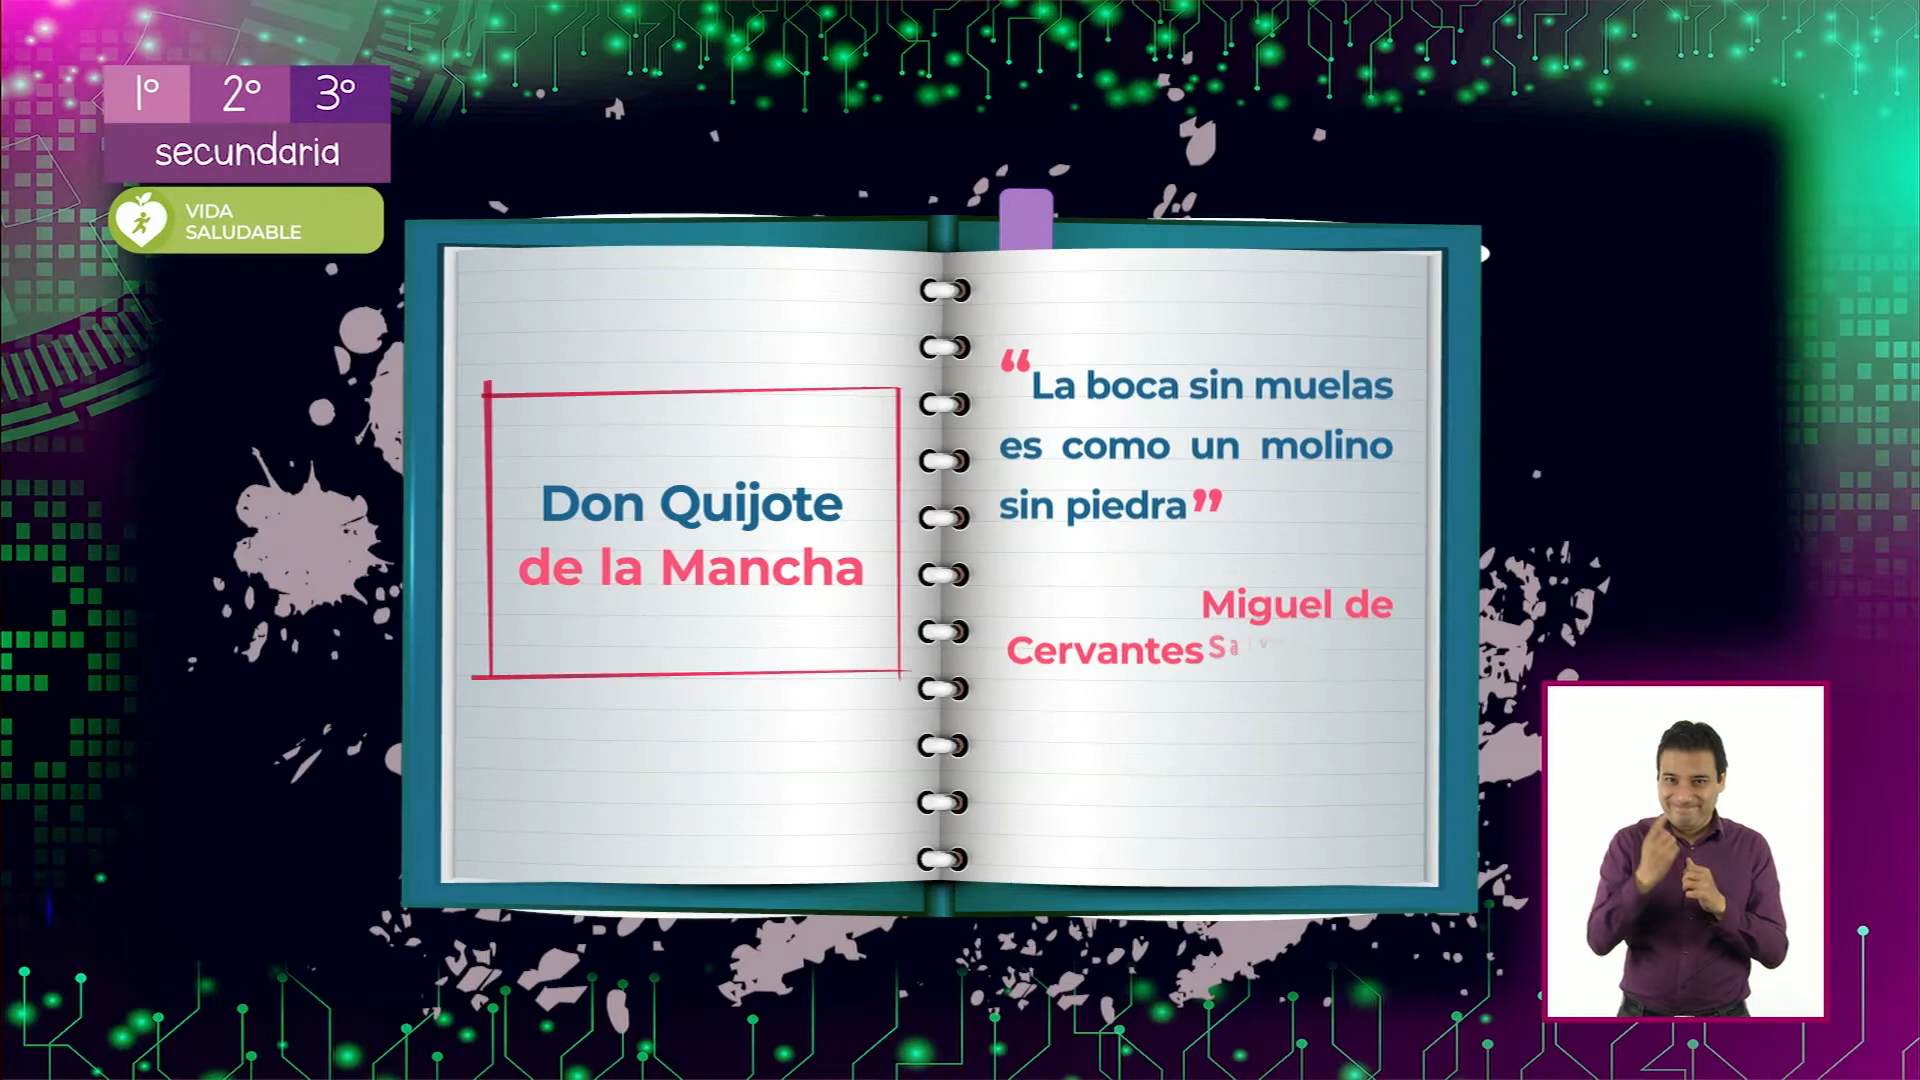 1° 2° 3°
secundaria
VIDA
SALUDABLE
Don Quijote
de la Mancha
“La boca sin muelas
es como un molino
sin piedra”
Miguel de
Cervantes